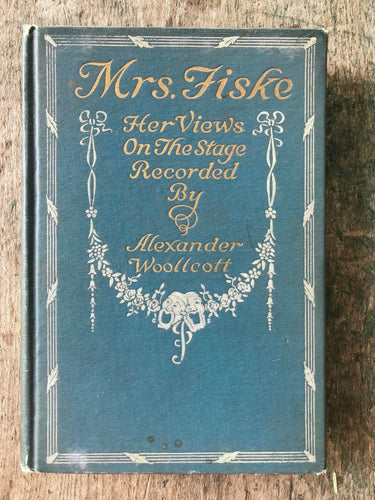 Mrs. Fiske
Her Views
On The Stage
Recorded
By
Alexander
Woollcott